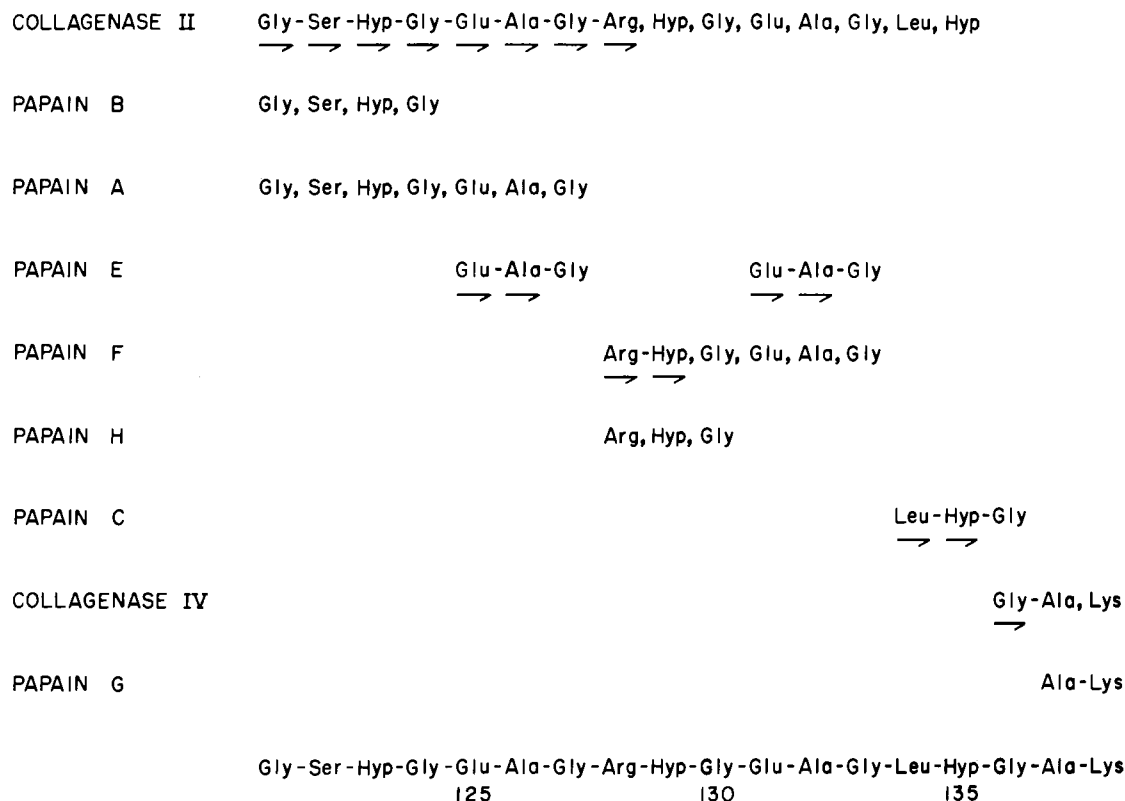 COLLAGENASE II Gly-Ser-Hyp-Gly-Glu-Ala-Gly-Arg, Hyp, Gly, Glu, Ala, Gly, Leu, Hyp
PAPAIN B Gly, Ser, Hyp, Gly
PAPAIN A Gly, Ser, Hyp, Gly, Glu, Ala, Gly
PAPAIN E Glu-Ala-Gly Glu-Ala-Gly
PAPAIN F Arg-Hyp, Gly, Glu, Ala, Gly
PAPAIN H Arg, Hyp, Gly
PAPAIN C Leu-Hyp-Gly
COLLAGENASE IV Gly-Ala, Lys
PAPAIN G Ala-Lys
Gly-Ser-Hyp-Gly-Glu-Ala-Gly-Arg-Hyp-Gly-Glu-Ala-Gly-Leu-Hyp-Gly-Ala-Lys
125 130 135